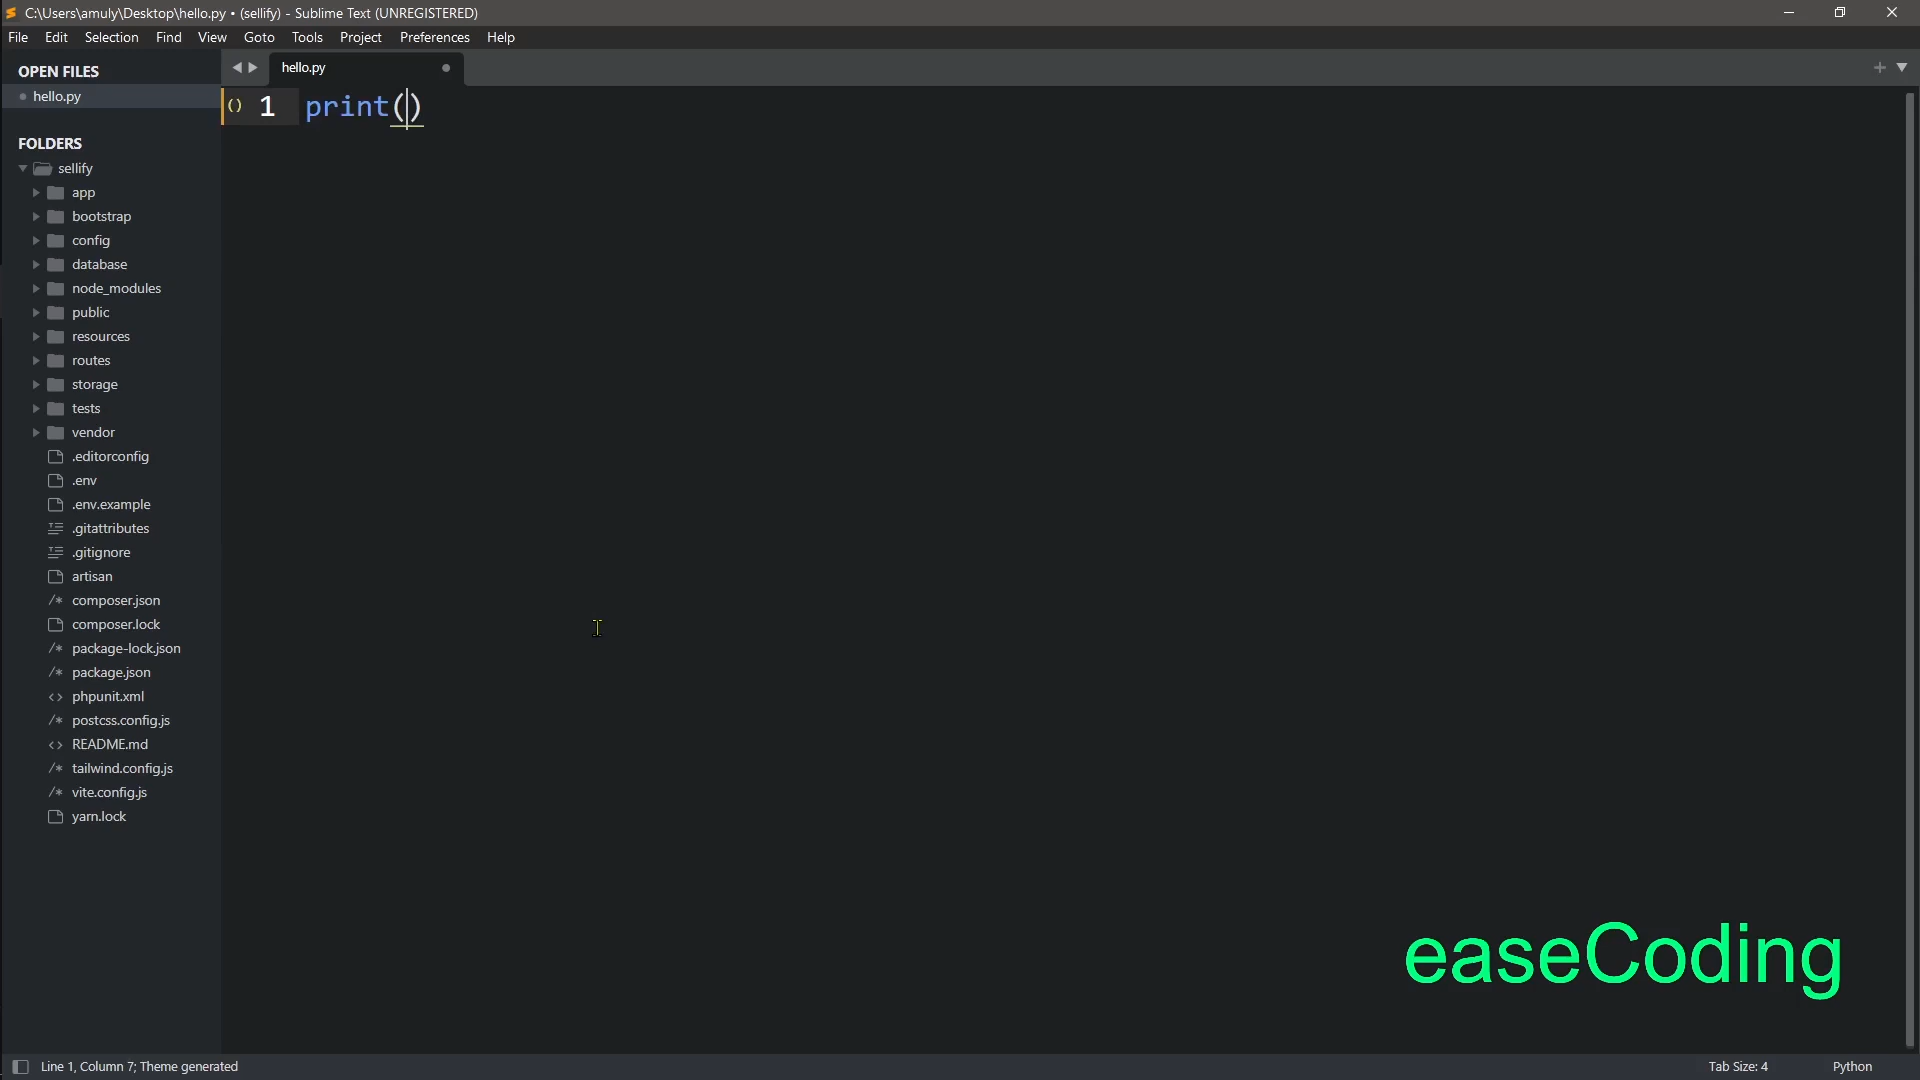 C:\Users\amuly\Desktop\hello.py • (sellify) - Sublime Text (UNREGISTERED)
File Edit Selection Find View Goto Tools Project Preferences Help
OPEN FILES
hello.py
FOLDERS
sellify
app
bootstrap
config
database
node_modules
public
resources
routes
storage
tests
vendor
.editorconfig
.env
.env.example
.gitattributes
.gitignore
artisan
/* composer.json
composer.lock
/* package-lock.json
/* package.json
<> phpunit.xml
/* postcss.config.js
<> README.md
/* tailwind.config.js
/* vite.config.js
yarn.lock
hello.py
() 1 print()
easeCoding
Line 1, Column 7; Theme generated
Tab Size: 4 Python